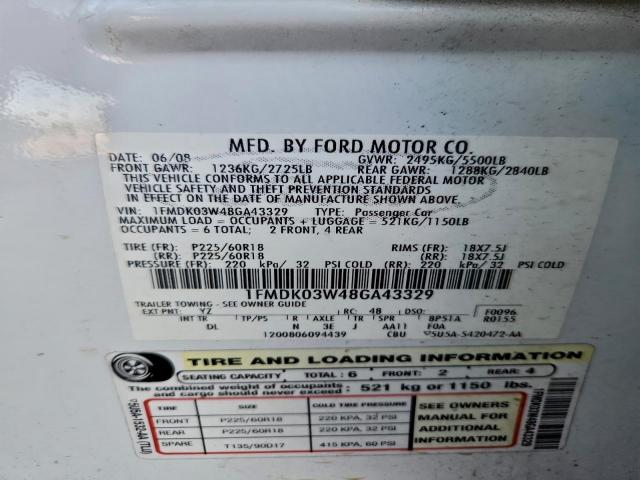 MFD. BY FORD MOTOR CO.
DATE: 06/08 GVWR: 2495KG/5500LB
FRONT GAWR: 1236KG/2725LB REAR GAWR: 1288KG/2840LB
THIS VEHICLE CONFORMS TO ALL APPLICABLE FEDERAL MOTOR
VEHICLE SAFETY AND THEFT PREVENTION STANDARDS
IN EFFECT ON THE DATE OF MANUFACTURE SHOWN ABOVE.
VIN: 1FMDK03W48GA43329 TYPE: Passenger Car
MAXIMUM LOAD = OCCUPANTS + LUGGAGE = 521KG/1150LB
OCCUPANTS = 6 TOTAL; 2 FRONT, 4 REAR
TIRE (FR): P225/60R18 RIMS (FR): 18X7.5J
(RR): P225/60R18 (RR): 18X7.5J
PRESSURE (FR): 220 kPa/ 32 PSI COLD (RR): 220 kPa/ 32 PSI COLD
1FMDK03W48GA43329
TRAILER TOWING - SEE OWNER GUIDE
EXT PNT: YZ RC: 48 DSO: F0096
INT TR TP/PS R AXLE TR SPR BP51A R0155
DL N 3E J AA11 F0A
1200806094439 CBU 5U5A-5420472-AA
TIRE AND LOADING INFORMATION
SEATING CAPACITY TOTAL: 6 FRONT: 2 REAR: 4
The combined weight of occupants
and cargo should never exceed: 521 kg or 1150 lbs.
TIRE SIZE COLD TIRE PRESSURE
FRONT P225/60R18 220 KPA, 32 PSI
REAR P225/60R18 220 KPA, 32 PSI
SPARE T135/90D17 415 KPA, 60 PSI
SEE OWNERS
MANUAL FOR
ADDITIONAL
INFORMATION
1FMDK03W48GA43329